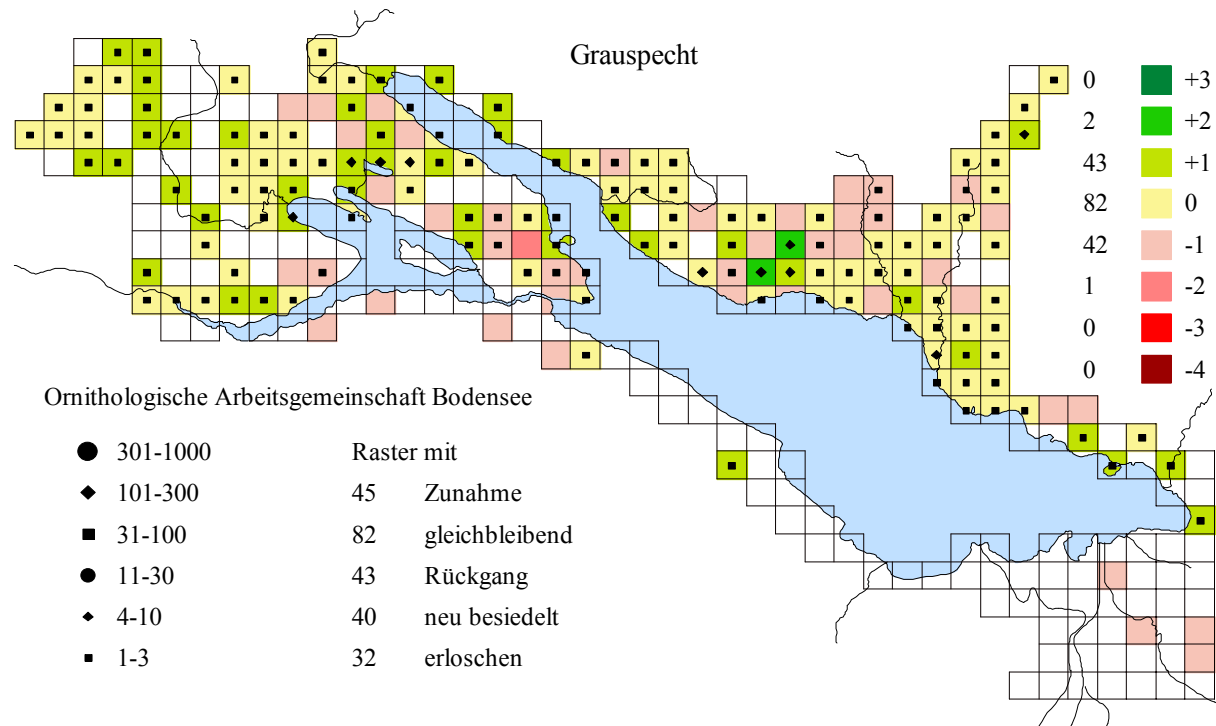 Grauspecht
0 +3
2 +2
43 +1
82 0
42 -1
1 -2
0 -3
0 -4
Ornithologische Arbeitsgemeinschaft Bodensee
301-1000 Raster mit
101-300 45 Zunahme
31-100 82 gleichbleibend
11-30 43 Rückgang
4-10 40 neu besiedelt
1-3 32 erloschen